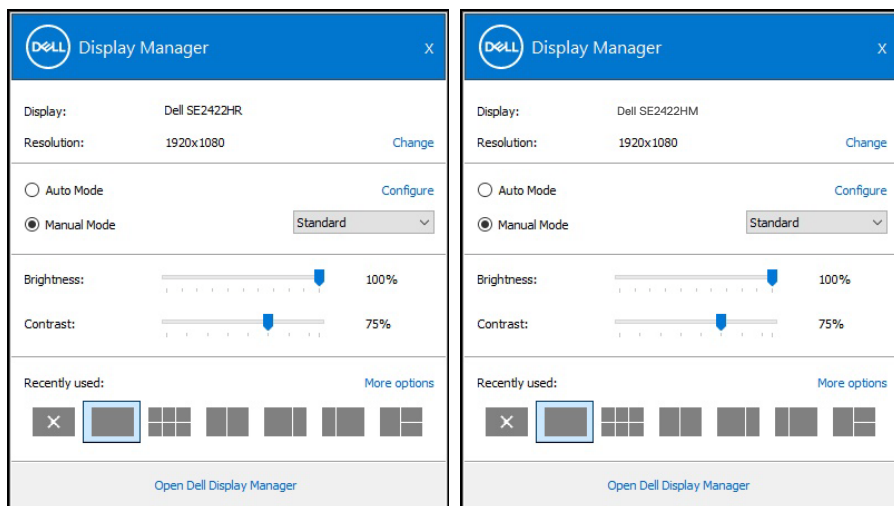 DELL Display Manager X
Display: Dell SE2422HR
Resolution: 1920x1080 Change
Auto Mode Configure
Manual Mode Standard
Brightness: 100%
Contrast: 75%
Recently used: More options
Open Dell Display Manager
DELL Display Manager X
Display: Dell SE2422HM
Resolution: 1920x1080 Change
Auto Mode Configure
Manual Mode Standard
Brightness: 100%
Contrast: 75%
Recently used: More options
Open Dell Display Manager